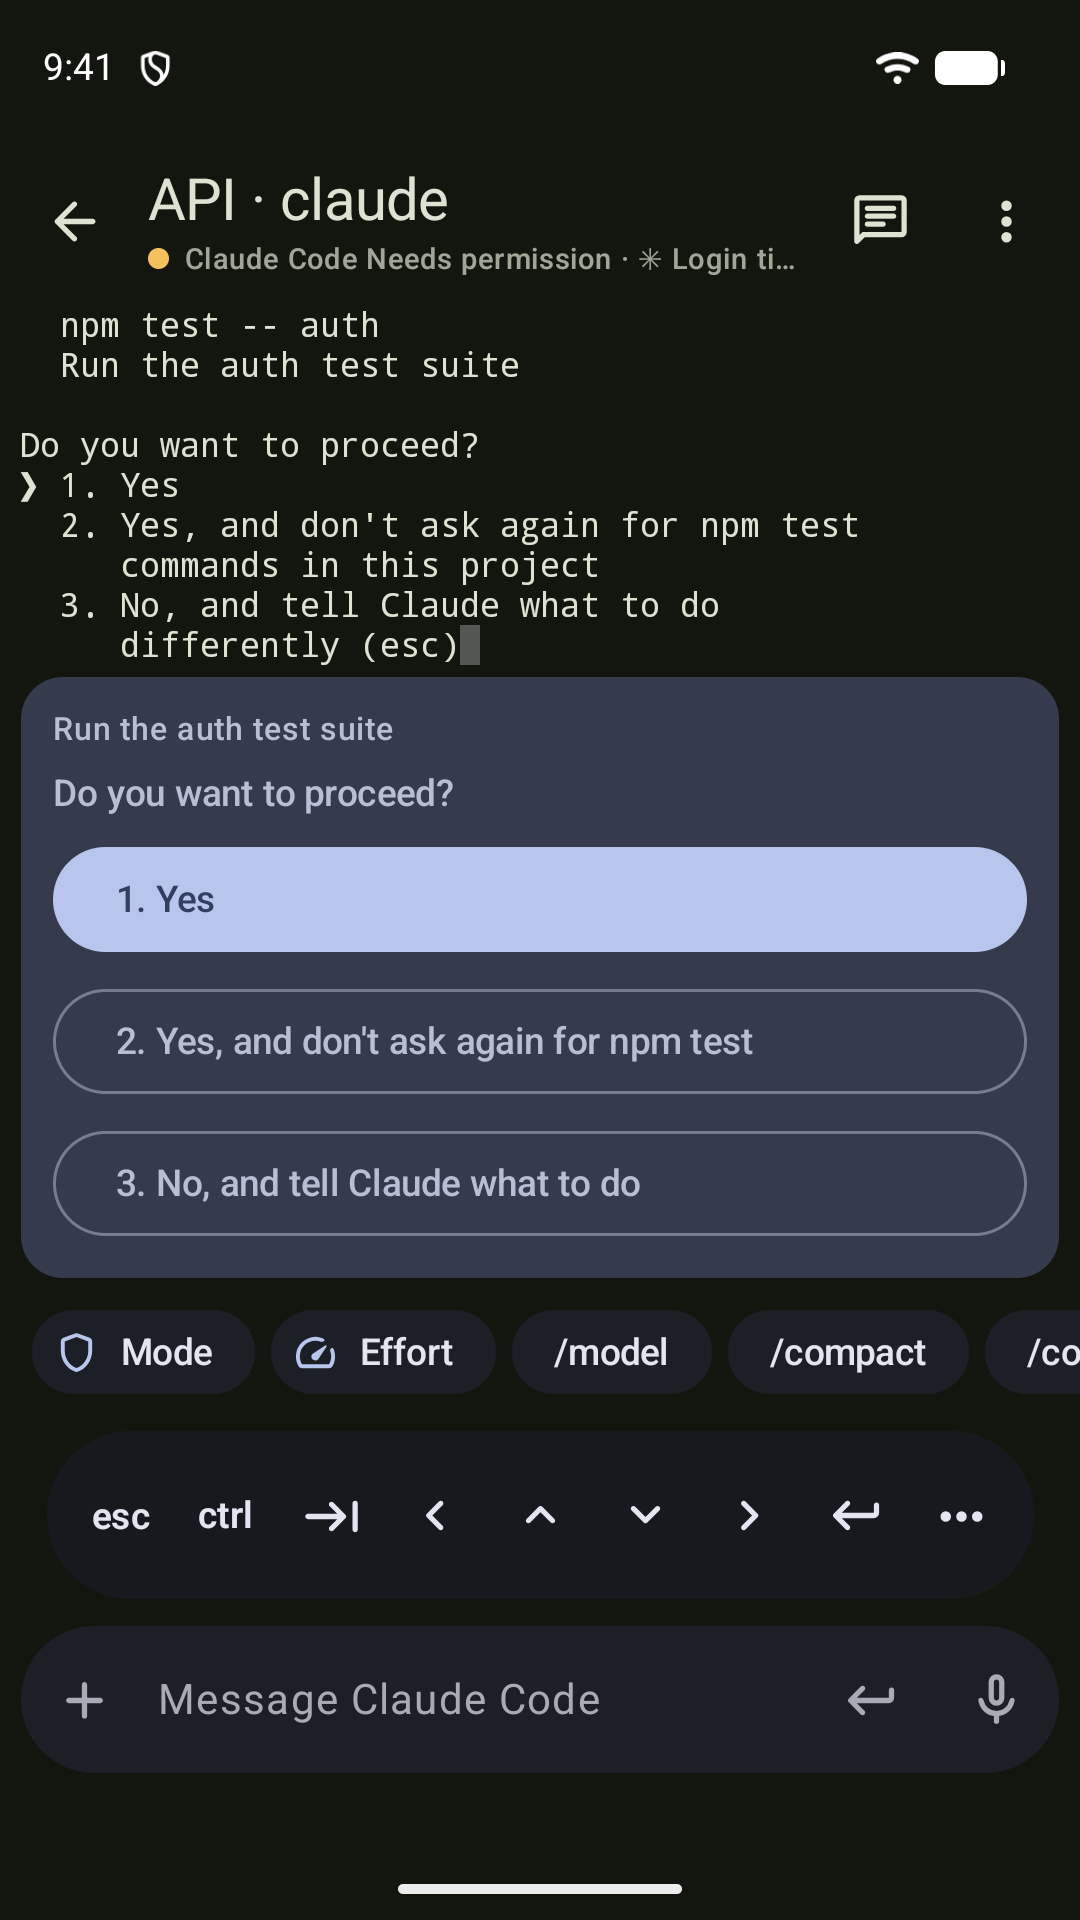 9:41
API · claude
Claude Code Needs permission · ✳ Login ti…
npm test -- auth
Run the auth test suite
Do you want to proceed?
❯ 1. Yes
2. Yes, and don't ask again for npm test
commands in this project
3. No, and tell Claude what to do
differently (esc)
Run the auth test suite
Do you want to proceed?
1. Yes
2. Yes, and don't ask again for npm test
3. No, and tell Claude what to do
Mode Effort /model /compact /co
esc ctrl
Message Claude Code